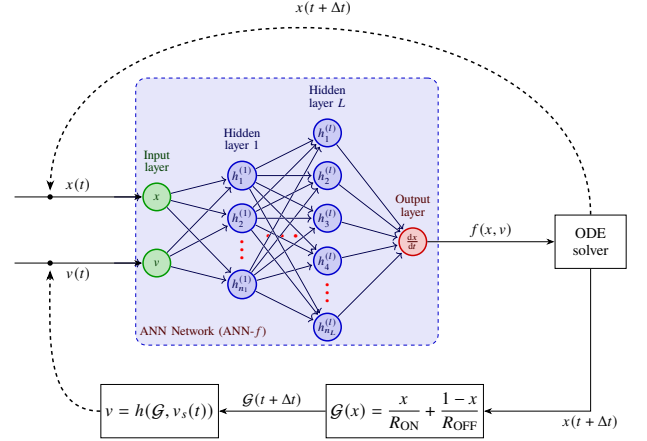 x(t + Δt)
Hidden
layer L
Hidden
layer 1
Input
layer
Output
layer
x(t)
v(t)
x
v
h_1^{(1)}
h_2^{(1)}
h_{n_1}^{(1)}
h_1^{(l)}
h_2^{(l)}
h_3^{(l)}
h_4^{(l)}
h_{n_L}^{(l)}
dx/dt
f(x, v)
ODE
solver
ANN Network (ANN-f)
v = h(𝒢, v_s(t))
𝒢(t + Δt)
𝒢(x) = x/R_ON + (1 − x)/R_OFF
x(t + Δt)